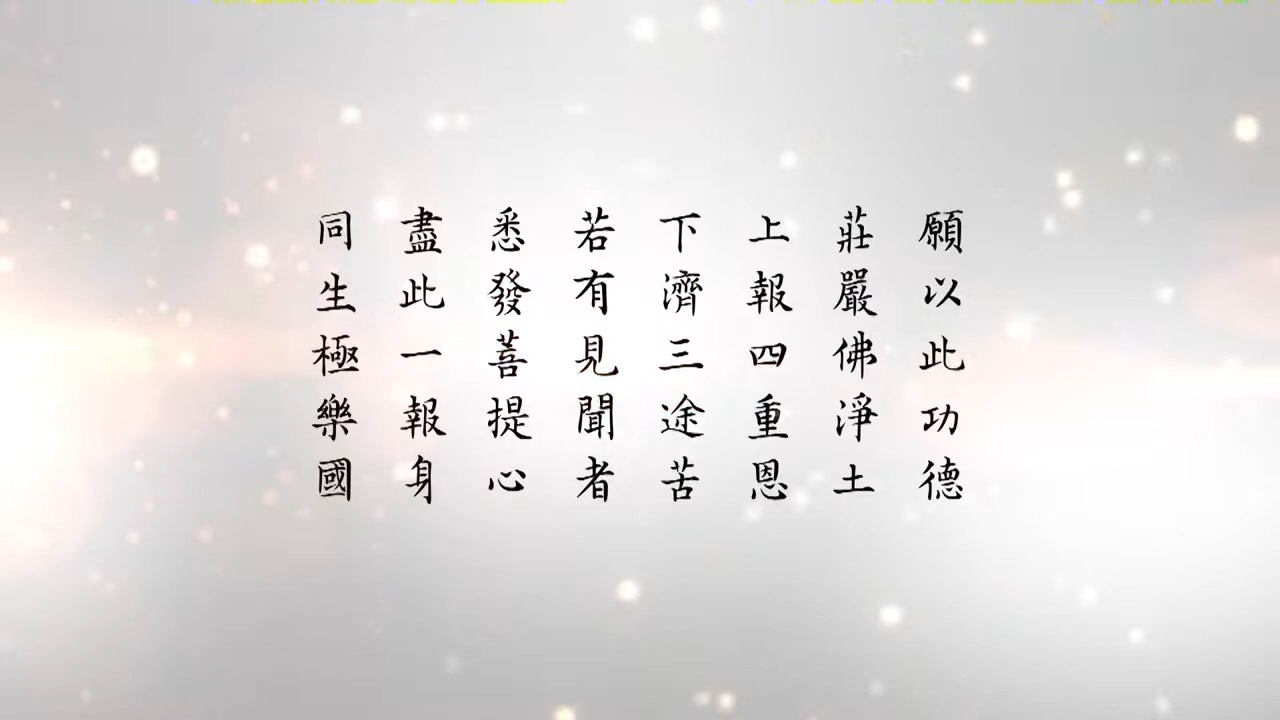 願以此功德
莊嚴佛淨土
上報四重恩
下濟三途苦
若有見聞者
悉發菩提心
盡此一報身
同生極樂國